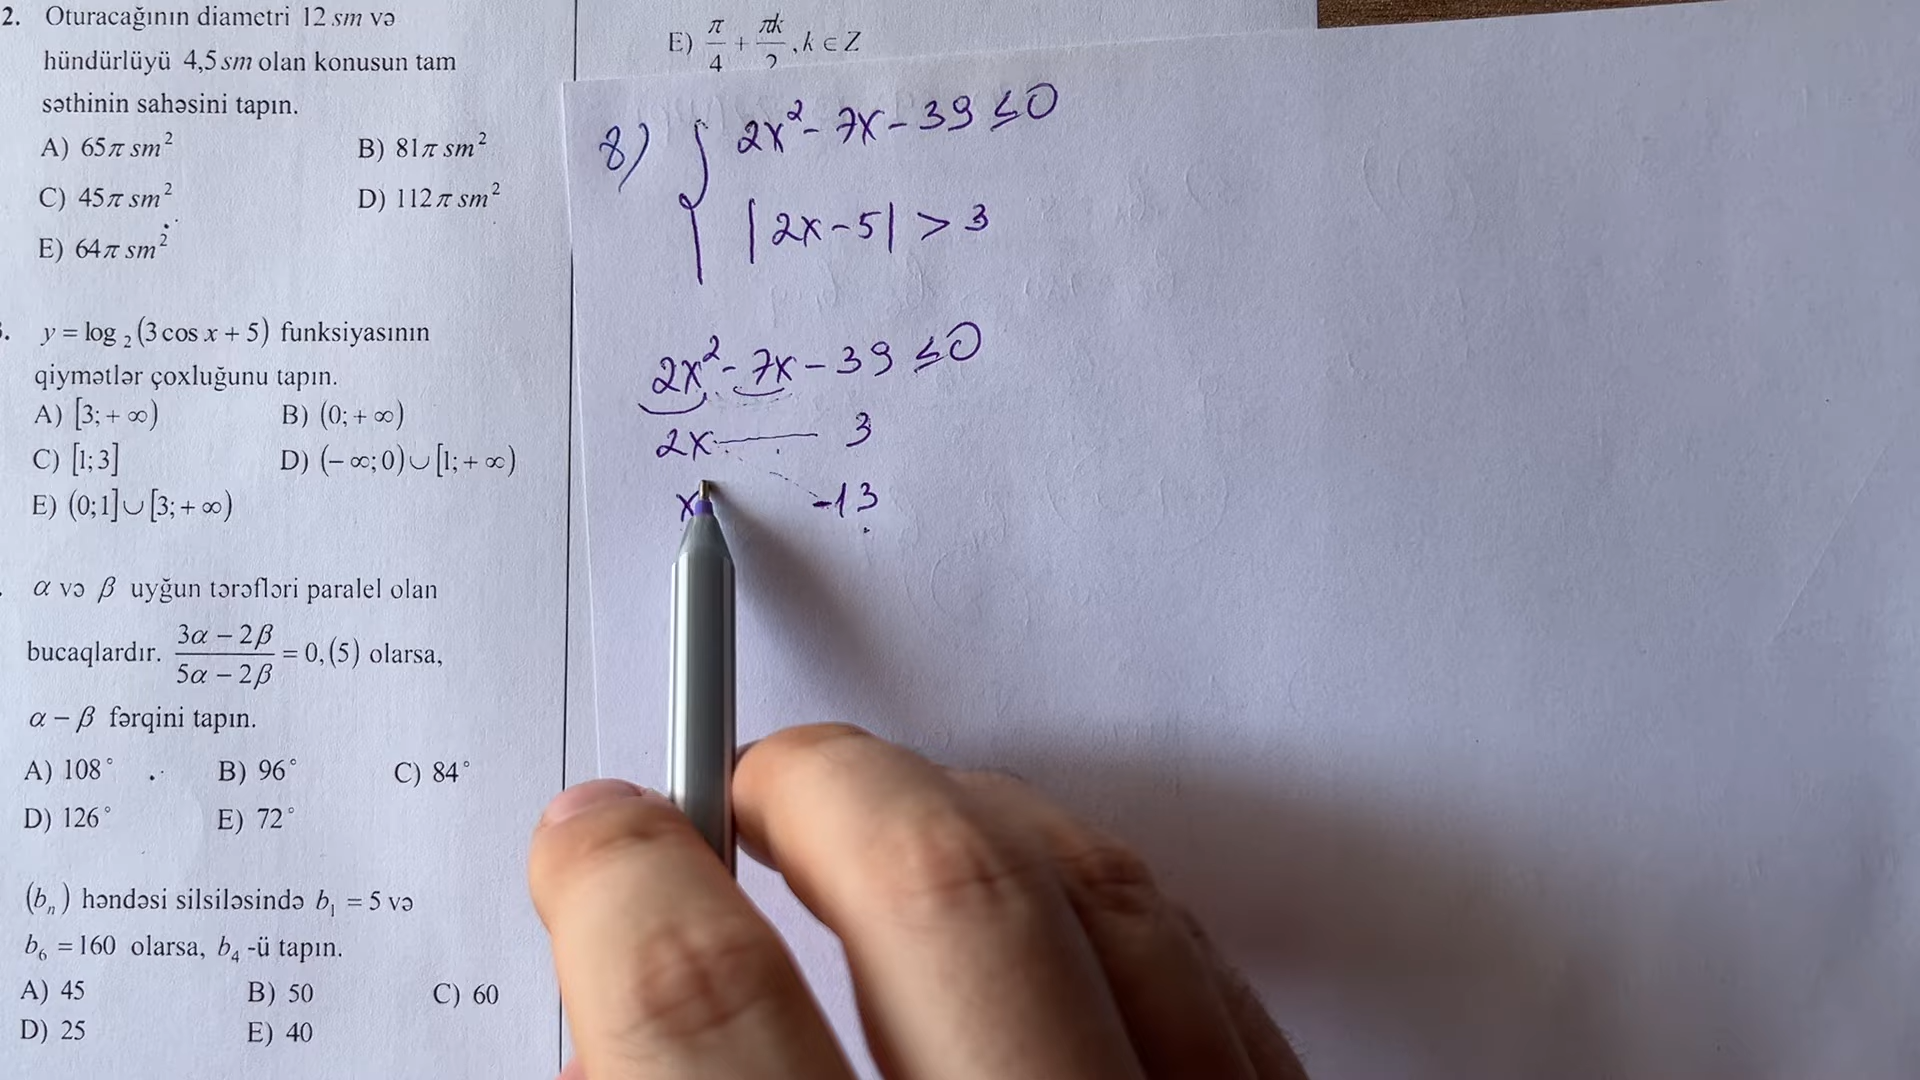 2. Oturacağının diametri 12 sm və
hündürlüyü 4,5 sm olan konusun tam
səthinin sahəsini tapın.
A) 65π sm²
B) 81π sm²
C) 45π sm²
D) 112π sm²
E) 64π sm²
. y = log₂(3cos x + 5) funksiyasının
qiymətlər çoxluğunu tapın.
A) [3; + ∞)
B) (0; + ∞)
C) [1; 3]
D) (− ∞; 0) ∪ [1; + ∞)
E) (0; 1] ∪ [3; + ∞)
α və β uyğun tərəfləri paralel olan
bucaqlardır. (3α − 2β)/(5α − 2β) = 0,(5) olarsa,
α − β fərqini tapın.
A) 108°
B) 96°
C) 84°
D) 126°
E) 72°
(bₙ) həndəsi silsiləsində b₁ = 5 və
b₆ = 160 olarsa, b₄ -ü tapın.
A) 45
B) 50
C) 60
D) 25
E) 40
E) π/4 + πk/2, k ∈ Z
8) { 2x² - 7x - 39 ≤ 0
|2x - 5| > 3
2x² - 7x - 39 ≤ 0
2x 3
x -13